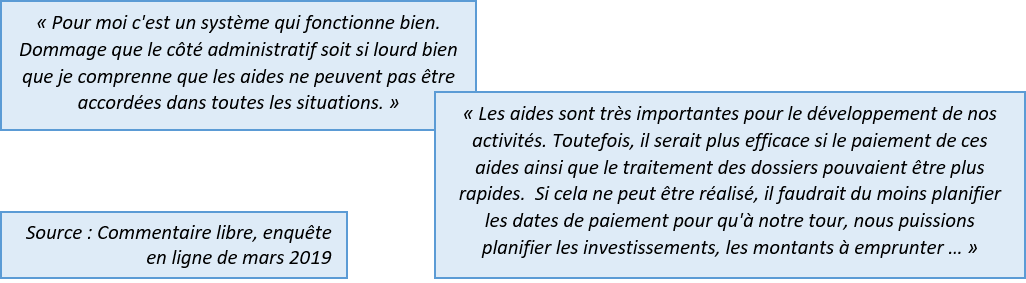 « Pour moi c'est un système qui fonctionne bien.
Dommage que le côté administratif soit si lourd bien
que je comprenne que les aides ne peuvent pas être
accordées dans toutes les situations. »
« Les aides sont très importantes pour le développement de nos
activités. Toutefois, il serait plus efficace si le paiement de ces
aides ainsi que le traitement des dossiers pouvaient être plus
rapides.  Si cela ne peut être réalisé, il faudrait du moins planifier
les dates de paiement pour qu'à notre tour, nous puissions
planifier les investissements, les montants à emprunter ... »
Source : Commentaire libre, enquête
en ligne de mars 2019